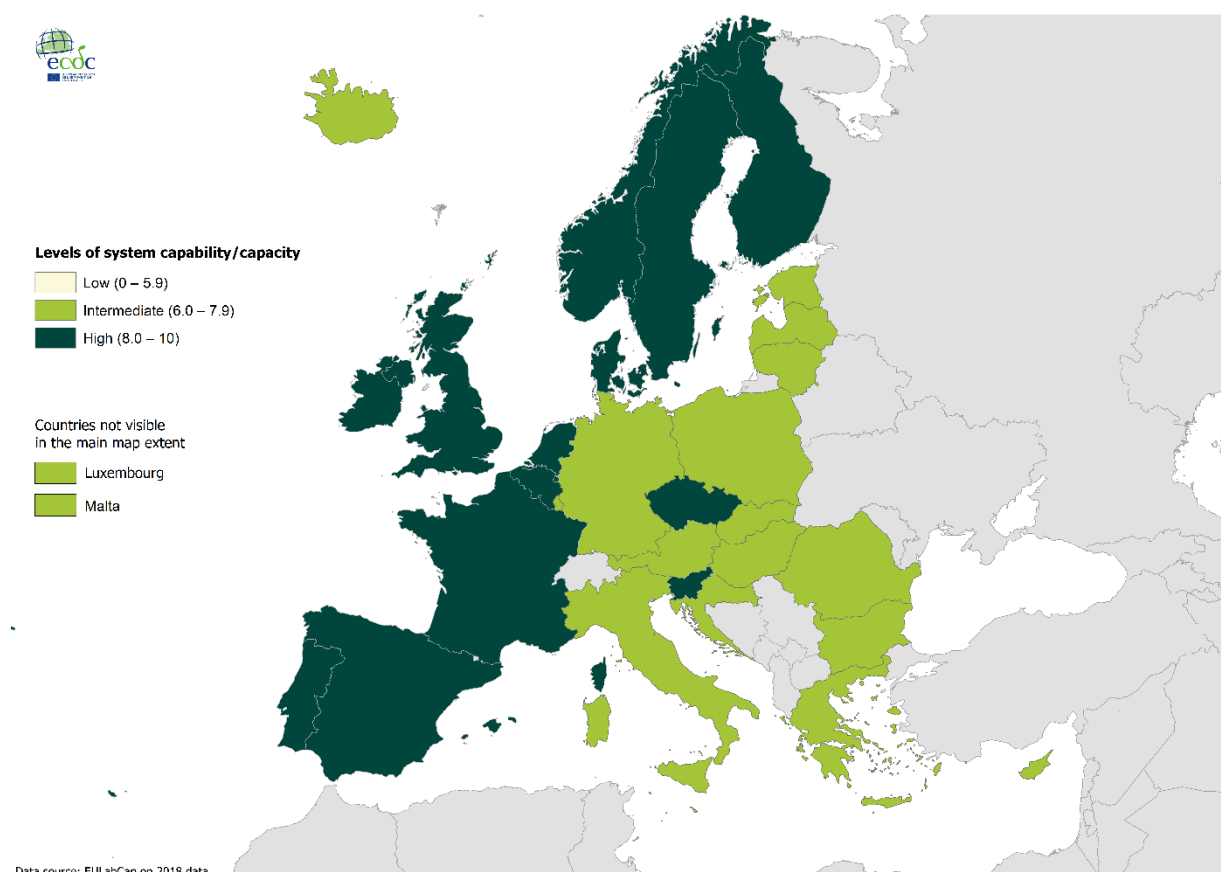 ecdc
Levels of system capability/capacity
Low (0 – 5.9)
Intermediate (6.0 – 7.9)
High (8.0 – 10)
Countries not visible
in the main map extent
Luxembourg
Malta
Data source: EULabCap on 2018 data